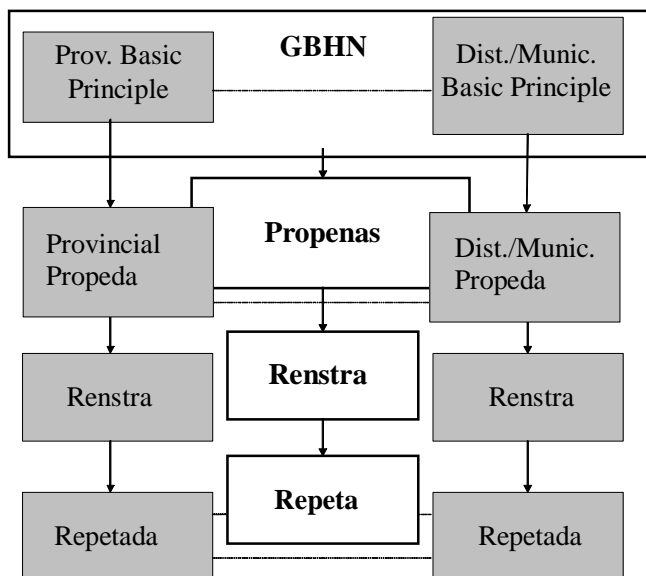 GBHN
Prov. Basic
Principle
Dist./Munic.
Basic Principle
Provincial
Propeda
Propenas
Dist./Munic.
Propeda
Renstra
Renstra
Renstra
Repetada
Repeta
Repetada